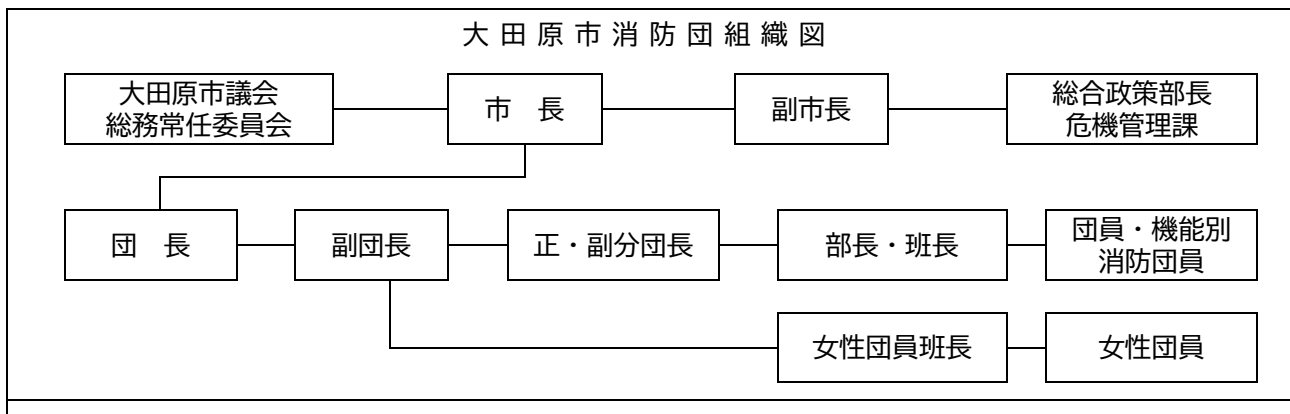 大田原市消防団組織図
大田原市議会
総務常任委員会
市　長
副市長
総合政策部長
危機管理課
団　長
副団長
正・副分団長
部長・班長
団員・機能別
消防団員
女性団員班長
女性団員